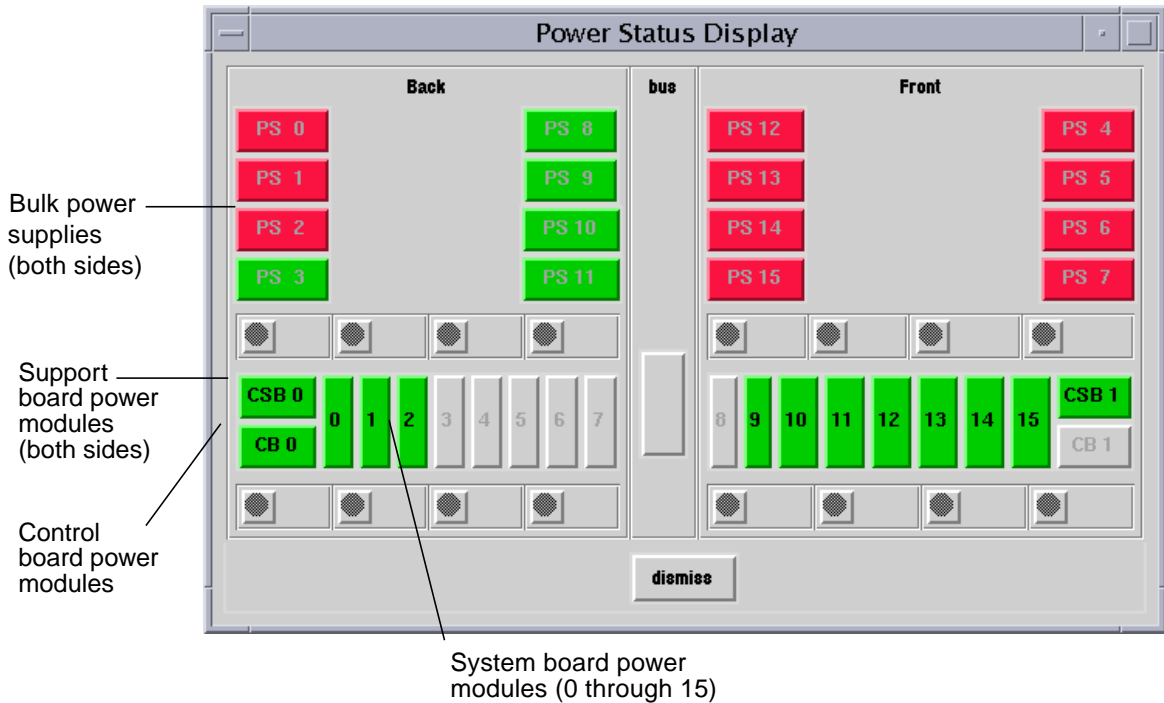 Power Status Display
Back
bus
Front
PS 0
PS 8
PS 12
PS 4
PS 1
PS 9
PS 13
PS 5
PS 2
PS 10
PS 14
PS 6
PS 3
PS 11
PS 15
PS 7
Bulk power
supplies
(both sides)
Support
board power
modules
(both sides)
CSB 0
CB 0
0 1 2 3 4 5 6 7
8 9 10 11 12 13 14 15
CSB 1
CB 1
Control
board power
modules
dismiss
System board power
modules (0 through 15)